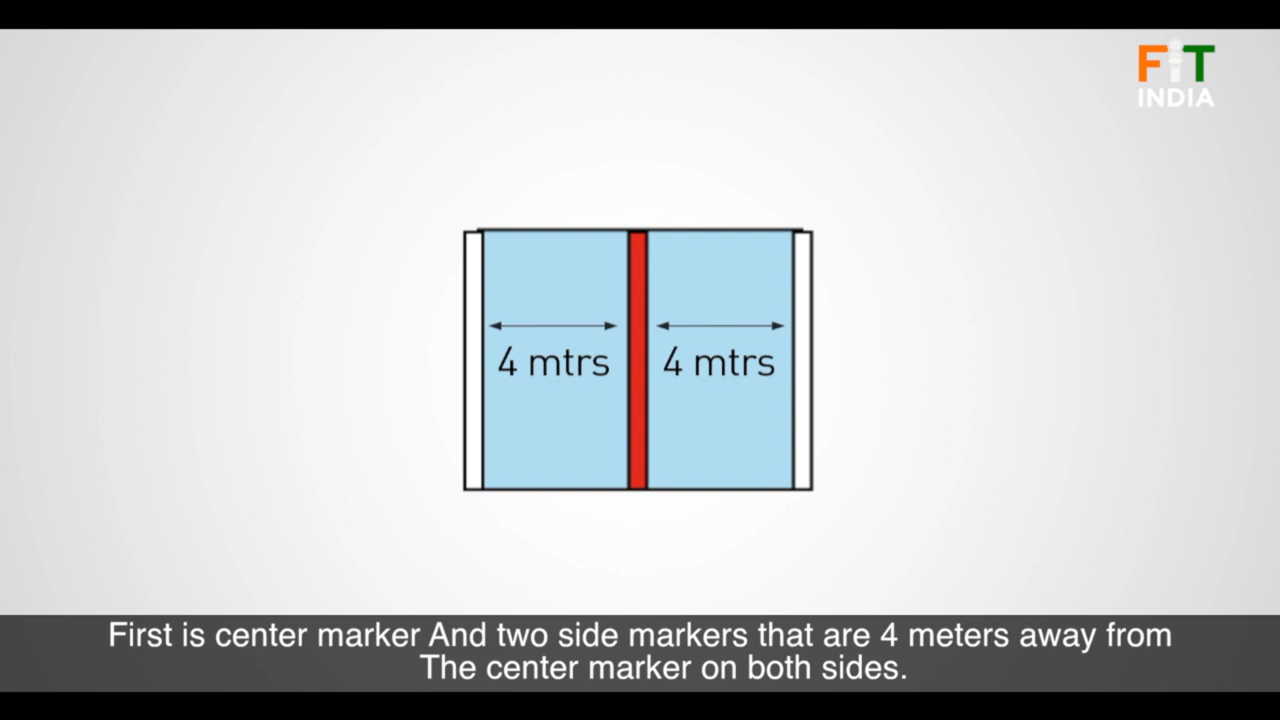 FiT
INDIA
4 mtrs 4 mtrs
First is center marker And two side markers that are 4 meters away from
The center marker on both sides.